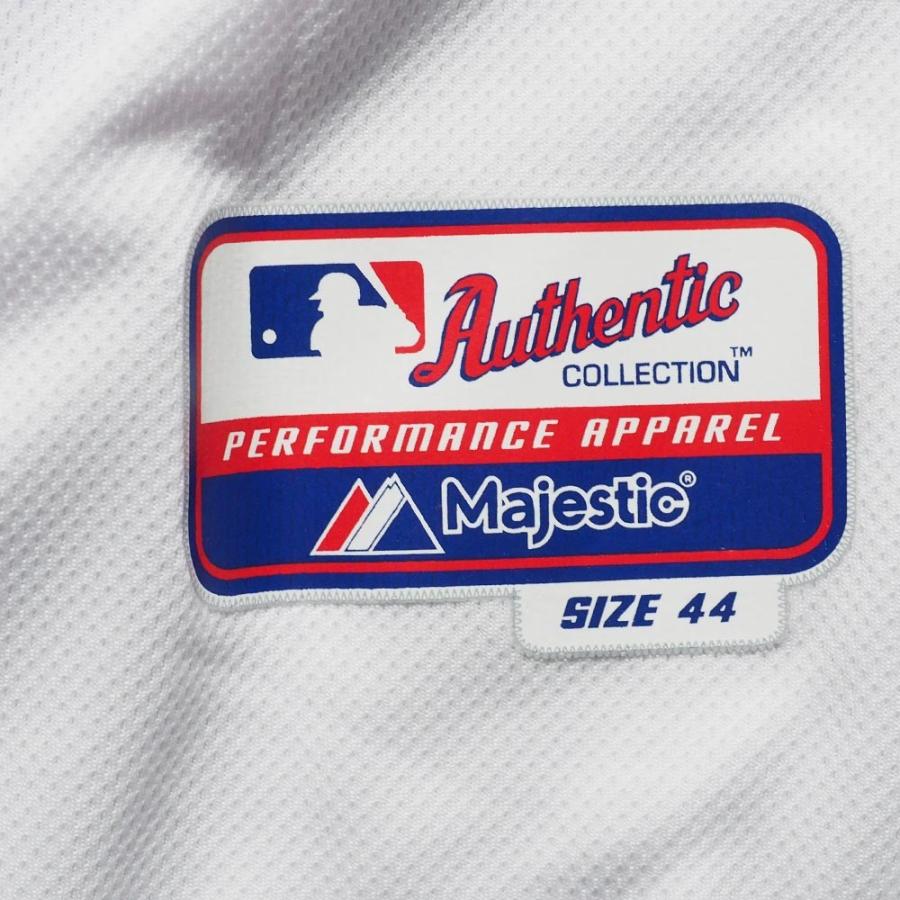 Authentic
COLLECTION™
PERFORMANCE APPAREL
Majestic®
SIZE 44